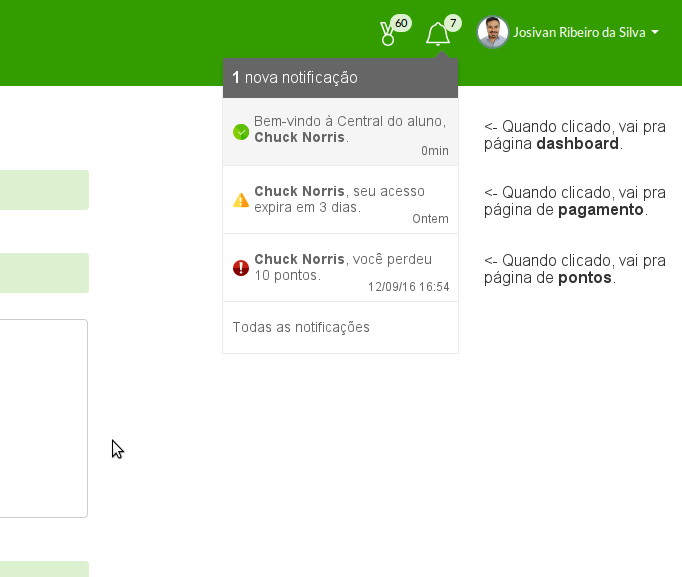 60
7
Josivan Ribeiro da Silva
1 nova notificação
Bem-vindo à Central do aluno,
Chuck Norris.
0min
<- Quando clicado, vai pra
página dashboard.
Chuck Norris, seu acesso
expira em 3 dias.
Ontem
<- Quando clicado, vai pra
página de pagamento.
Chuck Norris, você perdeu
10 pontos.
12/09/16 16:54
<- Quando clicado, vai pra
página de pontos.
Todas as notificações